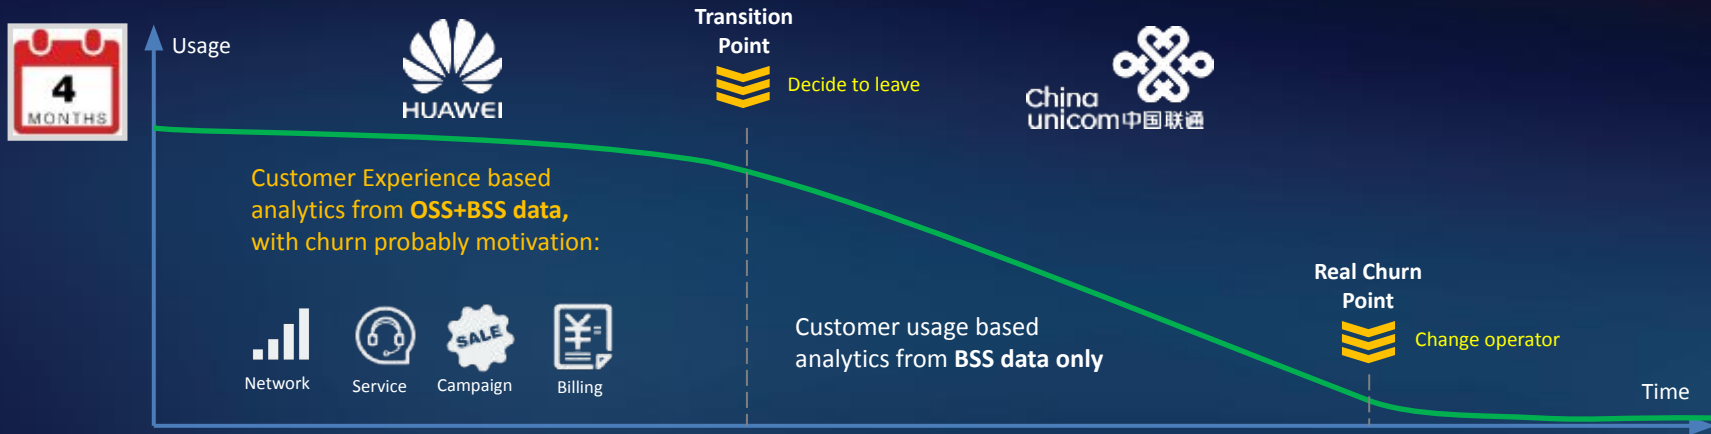 4
MONTHS
Usage
HUAWEI
Transition
Point
Decide to leave
China
unicom中国联通
Customer Experience based
analytics from OSS+BSS data,
with churn probably motivation:
SALE
¥
Network
Service
Campaign
Billing
Customer usage based
analytics from BSS data only
Real Churn
Point
Change operator
Time